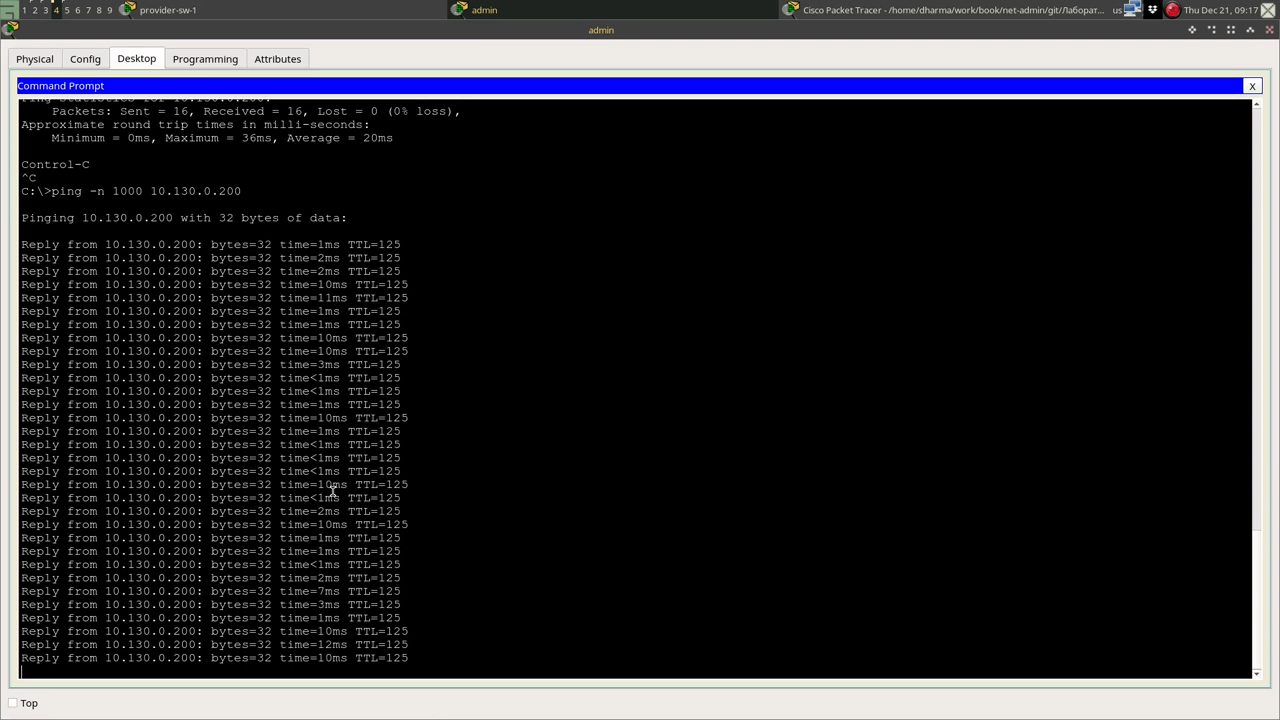 1 2 3 4 5 6 7 8 9 provider-sw-1 admin Cisco Packet Tracer - /home/dharma/work/book/net-admin/git//Лаборат... us Thu Dec 21, 09:17
admin
Physical Config Desktop Programming Attributes
Command Prompt X
Ping statistics for 10.130.0.200:
Packets: Sent = 16, Received = 16, Lost = 0 (0% loss),
Approximate round trip times in milli-seconds:
Minimum = 0ms, Maximum = 36ms, Average = 20ms
Control-C
^C
C:\>ping -n 1000 10.130.0.200
Pinging 10.130.0.200 with 32 bytes of data:
Reply from 10.130.0.200: bytes=32 time=1ms TTL=125
Reply from 10.130.0.200: bytes=32 time=2ms TTL=125
Reply from 10.130.0.200: bytes=32 time=2ms TTL=125
Reply from 10.130.0.200: bytes=32 time=10ms TTL=125
Reply from 10.130.0.200: bytes=32 time=11ms TTL=125
Reply from 10.130.0.200: bytes=32 time=1ms TTL=125
Reply from 10.130.0.200: bytes=32 time=1ms TTL=125
Reply from 10.130.0.200: bytes=32 time=10ms TTL=125
Reply from 10.130.0.200: bytes=32 time=10ms TTL=125
Reply from 10.130.0.200: bytes=32 time=3ms TTL=125
Reply from 10.130.0.200: bytes=32 time<1ms TTL=125
Reply from 10.130.0.200: bytes=32 time<1ms TTL=125
Reply from 10.130.0.200: bytes=32 time=1ms TTL=125
Reply from 10.130.0.200: bytes=32 time=10ms TTL=125
Reply from 10.130.0.200: bytes=32 time=1ms TTL=125
Reply from 10.130.0.200: bytes=32 time<1ms TTL=125
Reply from 10.130.0.200: bytes=32 time<1ms TTL=125
Reply from 10.130.0.200: bytes=32 time<1ms TTL=125
Reply from 10.130.0.200: bytes=32 time=10ms TTL=125
Reply from 10.130.0.200: bytes=32 time<1ms TTL=125
Reply from 10.130.0.200: bytes=32 time=2ms TTL=125
Reply from 10.130.0.200: bytes=32 time=10ms TTL=125
Reply from 10.130.0.200: bytes=32 time=1ms TTL=125
Reply from 10.130.0.200: bytes=32 time=1ms TTL=125
Reply from 10.130.0.200: bytes=32 time<1ms TTL=125
Reply from 10.130.0.200: bytes=32 time=2ms TTL=125
Reply from 10.130.0.200: bytes=32 time=7ms TTL=125
Reply from 10.130.0.200: bytes=32 time=3ms TTL=125
Reply from 10.130.0.200: bytes=32 time=1ms TTL=125
Reply from 10.130.0.200: bytes=32 time=10ms TTL=125
Reply from 10.130.0.200: bytes=32 time=12ms TTL=125
Reply from 10.130.0.200: bytes=32 time=10ms TTL=125
Top